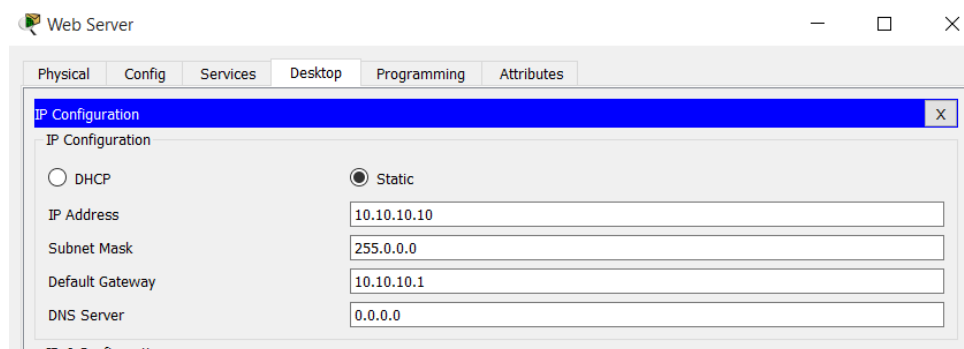 Web Server
Physical Config Services Desktop Programming Attributes
IP Configuration X
IP Configuration
DHCP Static
IP Address 10.10.10.10
Subnet Mask 255.0.0.0
Default Gateway 10.10.10.1
DNS Server 0.0.0.0